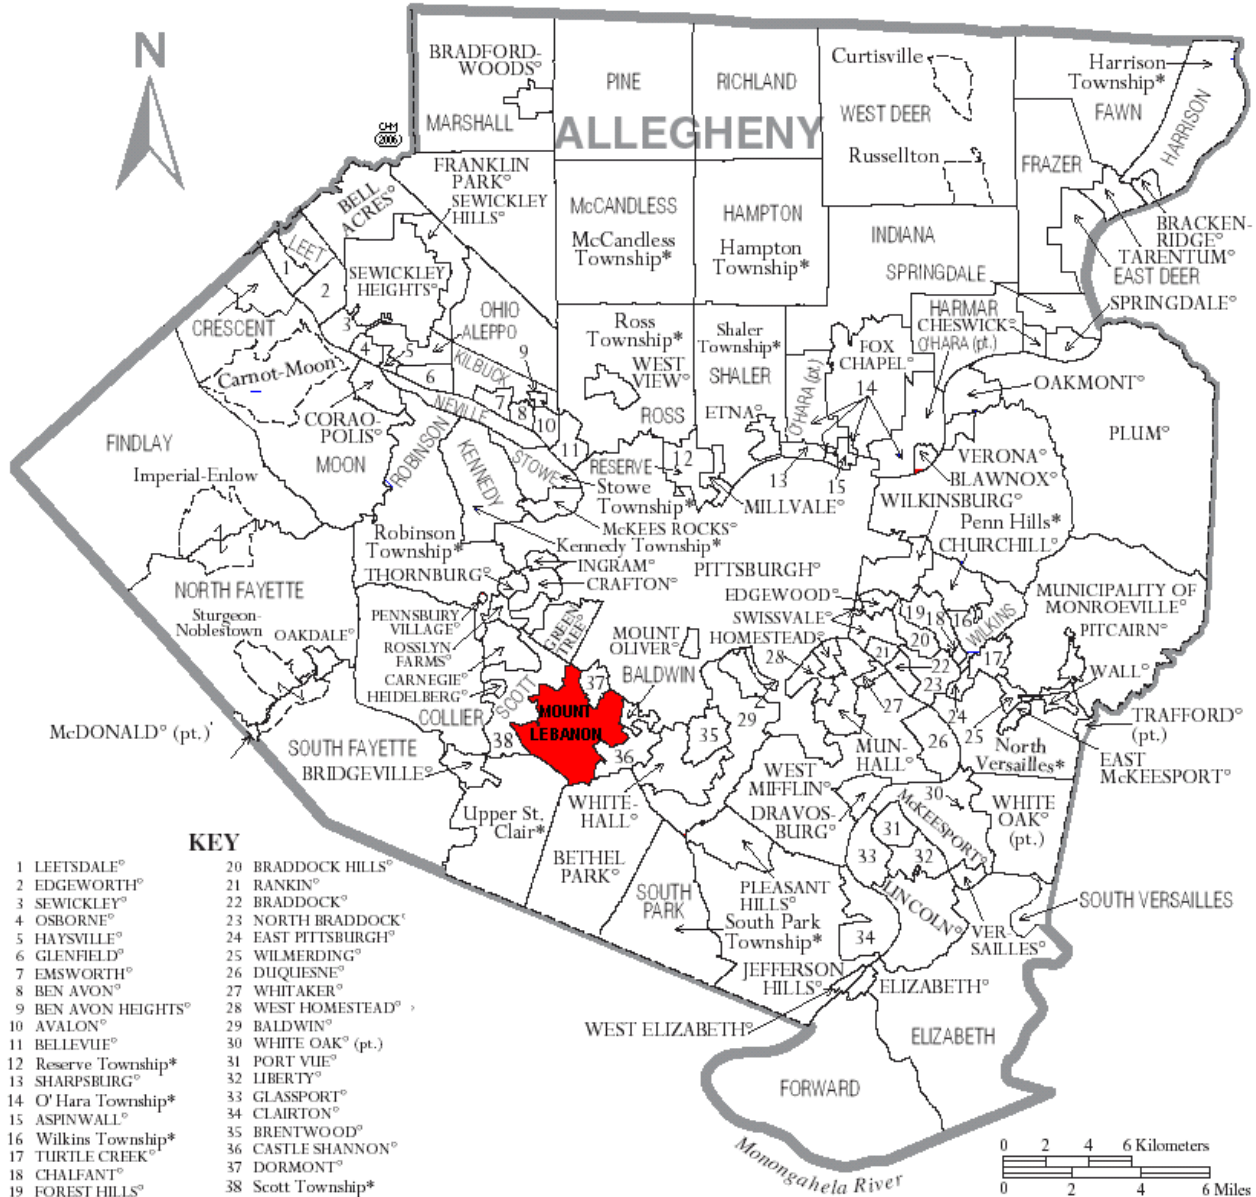 N
CHM
(2006)
ALLEGHENY
BRADFORD-
WOODS°
MARSHALL
PINE
RICHLAND
Curtisville
WEST DEER
Russellton
Harrison
Township*
FAWN
HARRISON
FRAZER
BRACKEN-
RIDGE°
TARENTUM°
EAST DEER
SPRINGDALE°
FRANKLIN
PARK°
SEWICKLEY
HILLS°
BELL
ACRES°
LEET
McCANDLESS
McCandless
Township*
HAMPTON
Hampton
Township*
INDIANA
SPRINGDALE
HARMAR
CHESWICK°
O'HARA (pt.)
SEWICKLEY
HEIGHTS°
OHIO
ALEPPO
KILBUCK
CRESCENT
Carnot-Moon
CORAO-
POLIS°
MOON
FINDLAY
Imperial-Enlow
NEVILLE
ROBINSON
KENNEDY
STOWE
Ross
Township*
WEST
VIEW°
ROSS
Shaler
Township*
SHALER
ETNA°
O'HARA (pt.)
FOX
CHAPEL°
14
OAKMONT°
PLUM°
1
2
3
4
5
6
7
8
9
10
11
RESERVE
12
Stowe
Township*
McKEES ROCKS°
Kennedy Township*
MILLVALE°
13
15
VERONA°
BLAWNOX°
WILKINSBURG°
Penn Hills*
CHURCHILL°
Robinson
Township*
THORNBURG°
INGRAM°
CRAFTON°
PITTSBURGH°
EDGEWOOD°
SWISSVALE°
HOMESTEAD°
MUNICIPALITY OF
MONROEVILLE°
PITCAIRN°
WALL°
TRAFFORD°
(pt.)
EAST
McKEESPORT°
NORTH FAYETTE
Sturgeon-
Noblestown
OAKDALE°
PENNSBURY
VILLAGE°
ROSSLYN
FARMS°
CARNEGIE°
HEIDELBERG°
GREEN
TREE°
MOUNT
OLIVER°
BALDWIN
SCOTT
COLLIER
McDONALD° (pt.)
SOUTH FAYETTE
BRIDGEVILLE°
MOUNT
LEBANON
37
38
36
35
29
28
19
18
16
WILKINS
20
21
22
17
23
24
25
26
27
North
Versailles*
MUN-
HALL°
WEST
MIFFLIN°
DRAVOS-
BURG°
30
McKEESPORT°
WHITE
OAK°
(pt.)
Upper St.
Clair*
WHITE-
HALL°
BETHEL
PARK°
SOUTH
PARK
PLEASANT
HILLS°
South Park
Township*
31
32
33
34
LINCOLN°
VER-
SAILLES°
SOUTH VERSAILLES
JEFFERSON
HILLS°
ELIZABETH°
WEST ELIZABETH°
ELIZABETH
FORWARD
Monongahela River
KEY
1 LEETSDALE°
2 EDGEWORTH°
3 SEWICKLEY°
4 OSBORNE°
5 HAYSVILLE°
6 GLENFIELD°
7 EMSWORTH°
8 BEN AVON°
9 BEN AVON HEIGHTS°
10 AVALON°
11 BELLEVUE°
12 Reserve Township*
13 SHARPSBURG°
14 O'Hara Township*
15 ASPINWALL°
16 Wilkins Township*
17 TURTLE CREEK°
18 CHALFANT°
19 FOREST HILLS°
20 BRADDOCK HILLS°
21 RANKIN°
22 BRADDOCK°
23 NORTH BRADDOCK°
24 EAST PITTSBURGH°
25 WILMERDING°
26 DUQUESNE°
27 WHITAKER°
28 WEST HOMESTEAD°
29 BALDWIN°
30 WHITE OAK° (pt.)
31 PORT VUE°
32 LIBERTY°
33 GLASSPORT°
34 CLAIRTON°
35 BRENTWOOD°
36 CASTLE SHANNON°
37 DORMONT°
38 Scott Township*
0 2 4 6 Kilometers
0 2 4 6 Miles